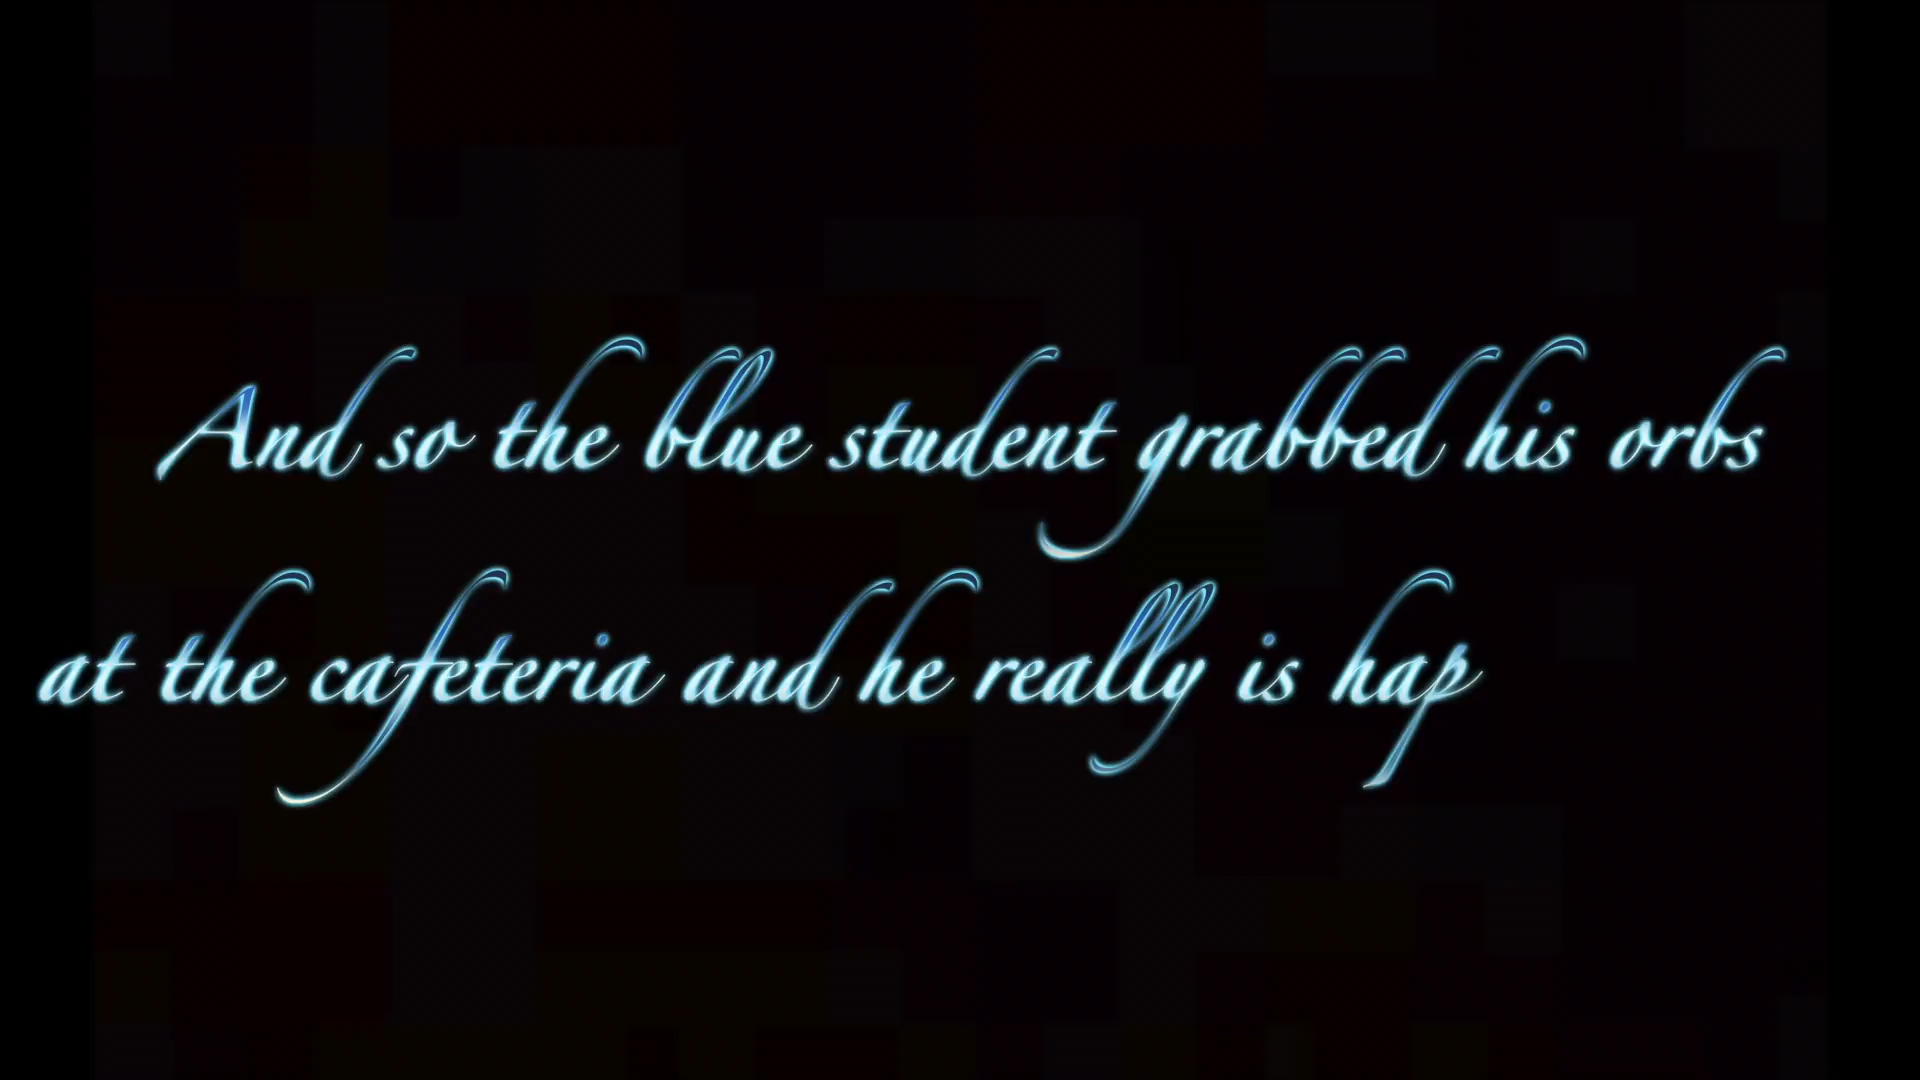 And so the blue student grabbed his orbs
at the cafeteria and he really is hap